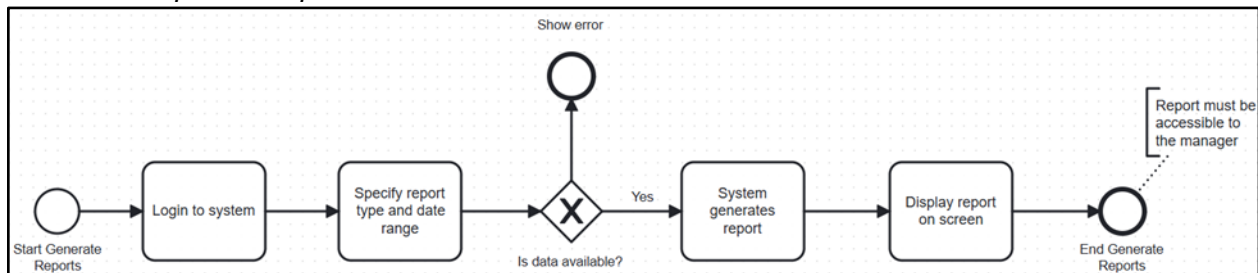 Show error
Report must be
accessible to
the manager
Login to system
Specify report
type and date
range
X
Yes
System
generates
report
Display report
on screen
Start Generate
Reports
Is data available?
End Generate
Reports